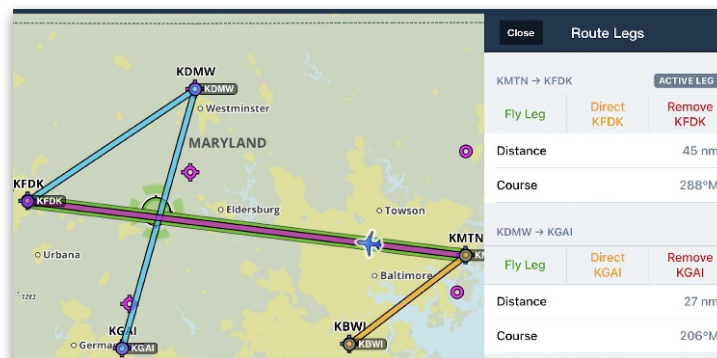 KDMW
KDMW
Westminster
MARYLAND
KFDK
KFDK
Eldersburg
Towson
KMTN
Urbana
Baltimore
1283
KGAI
KBWI
KGAI
KBWI
Close
Route Legs
KMTN → KFDK
ACTIVE LEG
Fly Leg
Direct KFDK
Remove KFDK
Distance
45 nm
Course
288°M
KDMW → KGAI
Fly Leg
Direct KGAI
Remove KGAI
Distance
27 nm
Course
206°M